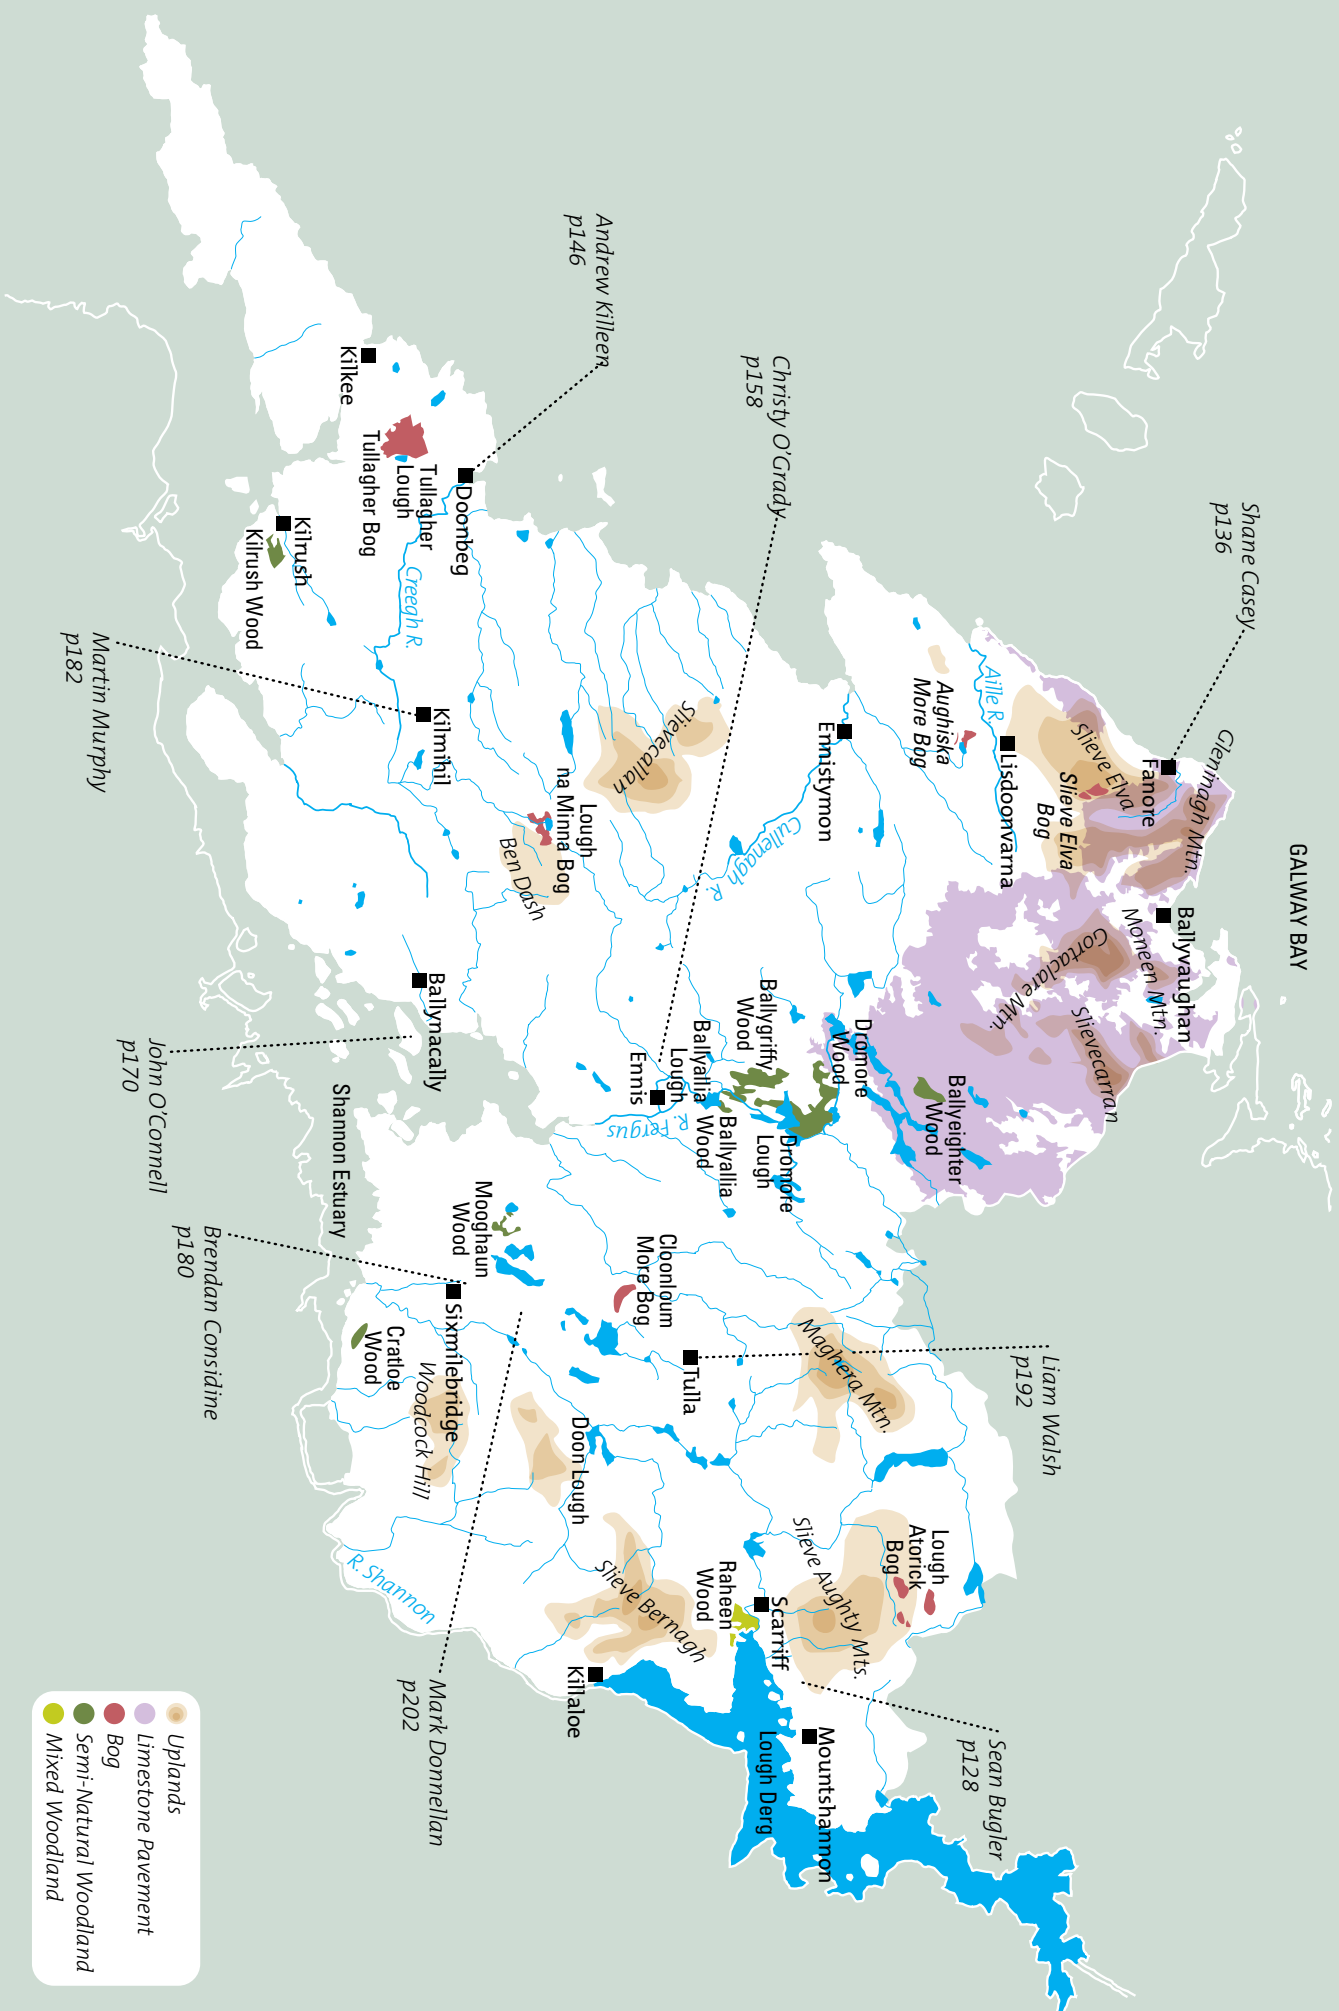 GALWAY BAY
Shane Casey
p136
Gleninagh Mtn.
Fanore
Slieve Elva
Slieve Elva
Bog
Ballyvaugham
Moneen Mtn.
Gortaclare Mtn.
Slievecarran
Aille R.
Lisdoonvarna
Aughiska
More Bog
Ballyeighter
Wood
Liam Walsh
p192
Sean Bugler
p128
Ennistymon
Dromore
Wood
Maghera Mtn.
Lough
Atorick
Bog
Slieve Aughty Mts.
Mountshannon
Christy O'Grady
p158
Cullenagh R.
Ballygriffy
Wood
Dromore
Lough
Scarriff
Lough Derg
Ballyallia
Lough
Ballyallia
Wood
Raheen
Wood
Slievecallan
Ennis
R. Fergus
Cloonloum
More Bog
Tulla
Slieve Bernagh
Andrew Killeen
p146
Lough
na Minna Bog
Ben Dash
Doon Lough
Killaloe
Doonbeg
Tullagher
Lough
Tullagher Bog
Creegh R.
Kilmihil
Ballynacally
Mooghaun
Wood
Sixmilebridge
Woodcock Hill
Mark Donnellan
p202
Kilkee
Cratloe
Wood
R. Shannon
Kilrush
Kilrush Wood
Shannon Estuary
Martin Murphy
p182
John O'Connell
p170
Brendan Considine
p180
Uplands
Limestone Pavement
Bog
Semi-Natural Woodland
Mixed Woodland